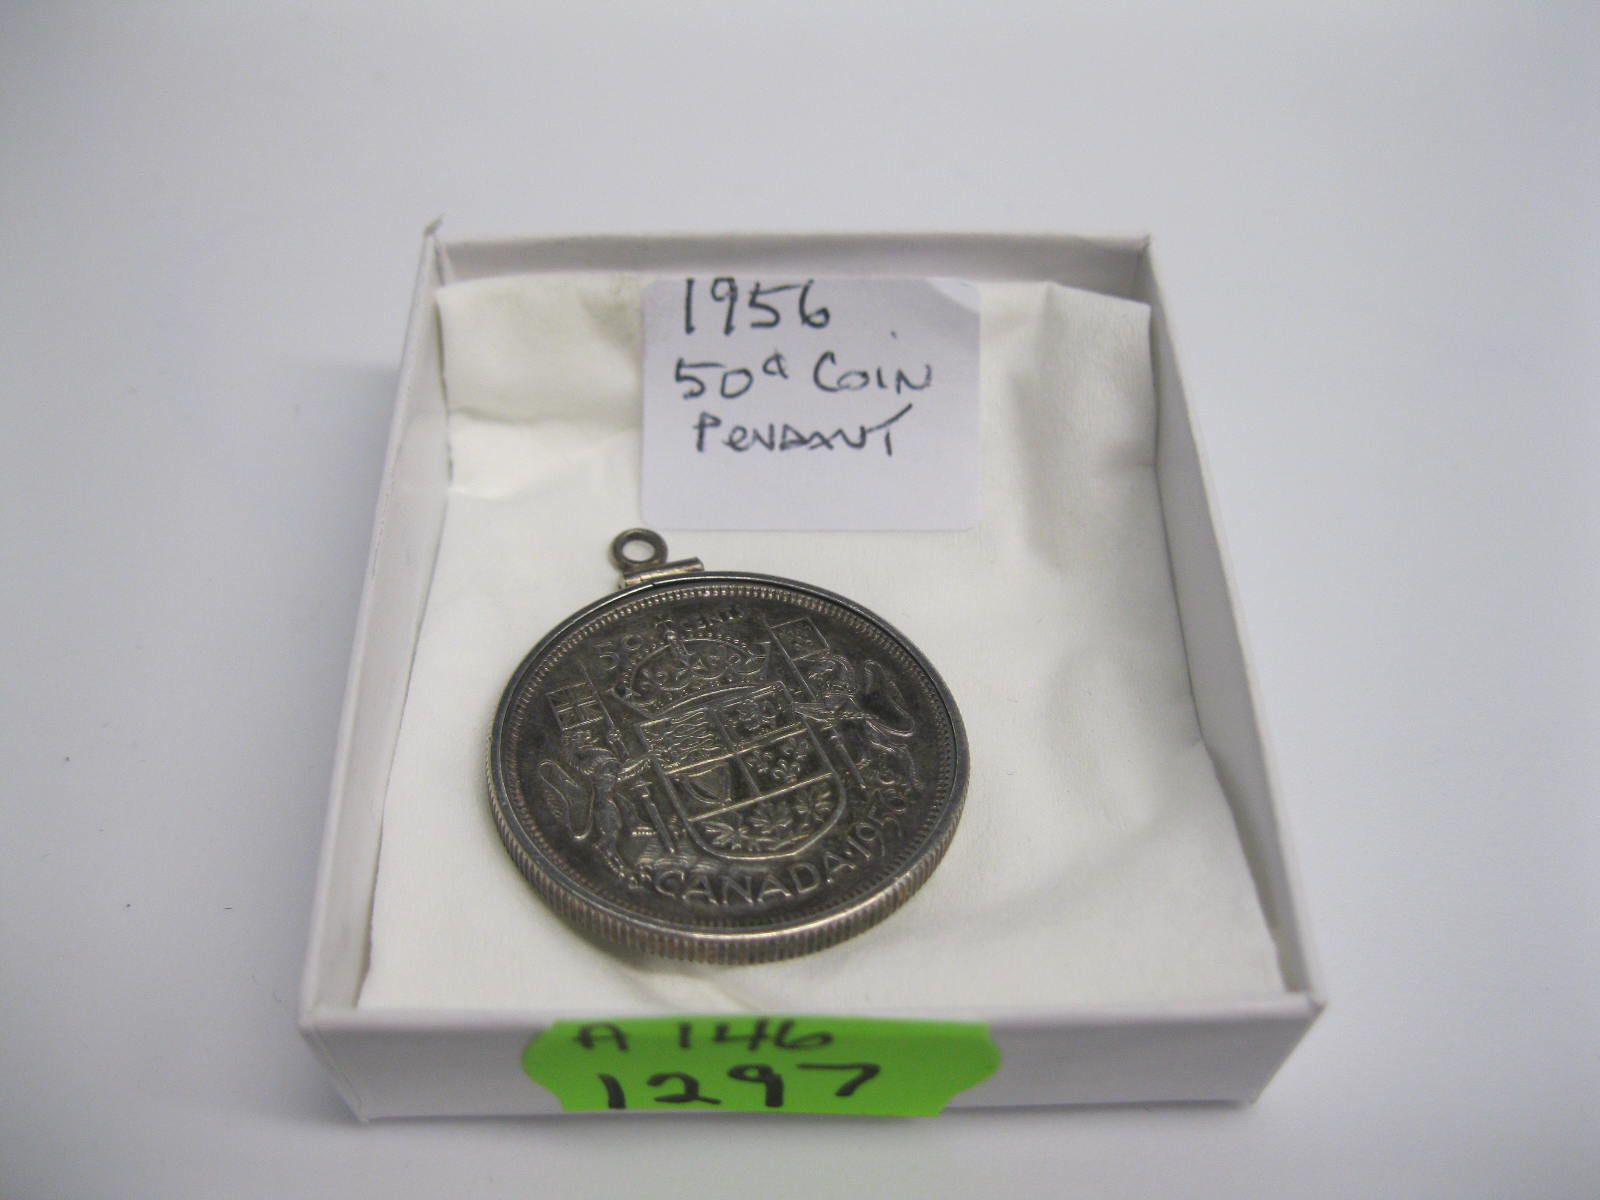 1956
50¢ COIN
PENDANT
50 CENTS
CANADA·1956
A 146
1297